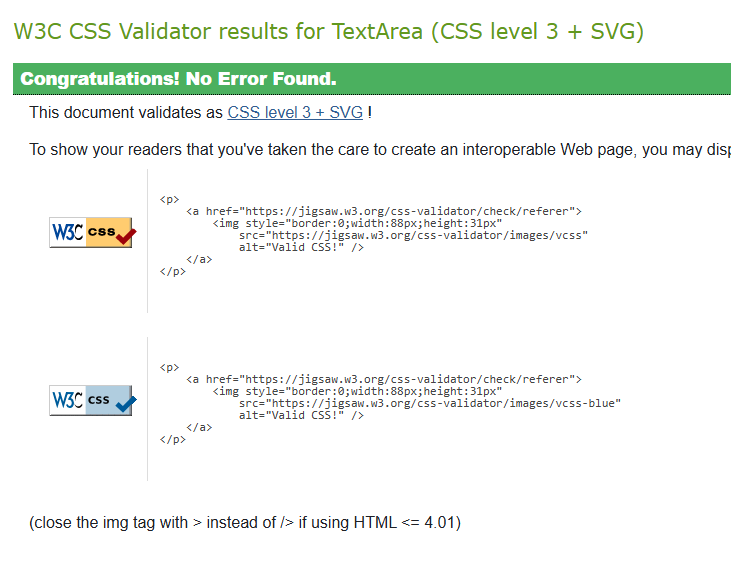 W3C CSS Validator results for TextArea (CSS level 3 + SVG)
Congratulations! No Error Found.
This document validates as CSS level 3 + SVG !
To show your readers that you've taken the care to create an interoperable Web page, you may disp
<p>
<a href="https://jigsaw.w3.org/css-validator/check/referer">
<img style="border:0;width:88px;height:31px"
src="https://jigsaw.w3.org/css-validator/images/vcss"
alt="Valid CSS!" />
</a>
</p>
W3C css
<p>
<a href="https://jigsaw.w3.org/css-validator/check/referer">
<img style="border:0;width:88px;height:31px"
src="https://jigsaw.w3.org/css-validator/images/vcss-blue"
alt="Valid CSS!" />
</a>
</p>
W3C css
(close the img tag with > instead of /> if using HTML <= 4.01)